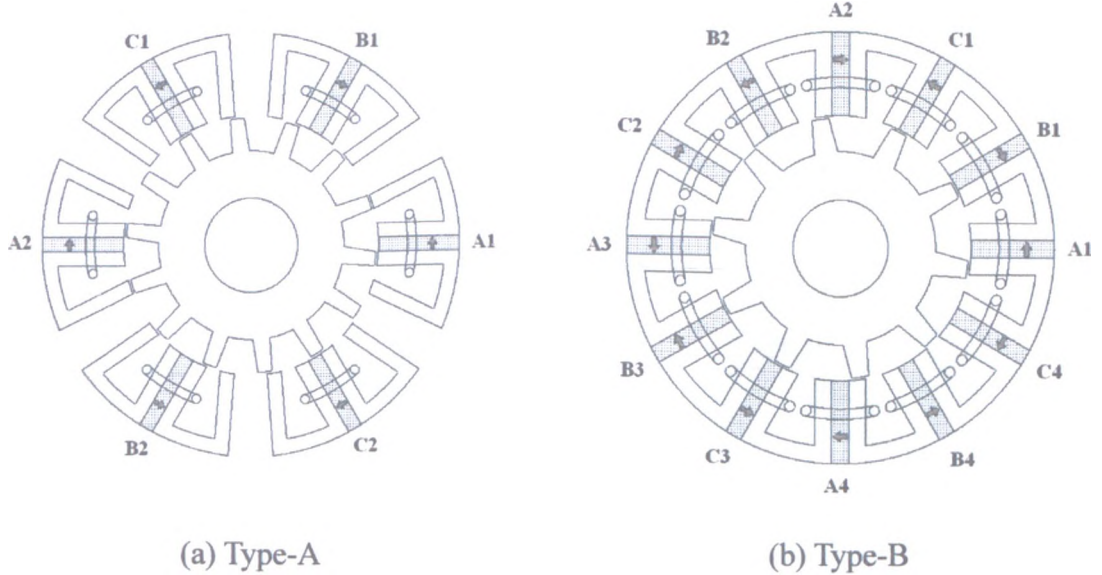 C1 B1
A2 A1
B2 C2
(a) Type-A
A2
B2 C1
C2 B1
A3 A1
B3 C4
C3 B4
A4
(b) Type-B